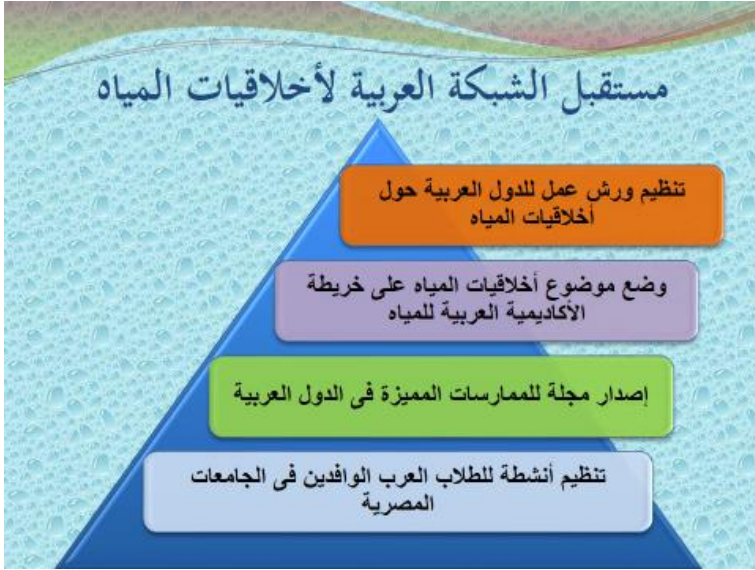 مستقبل الشبكة العربية لأخلاقيات المياه
تنظيم ورش عمل للدول العربية حول
أخلاقيات المياه
وضع موضوع أخلاقيات المياه على خريطة
الأكاديمية العربية للمياه
إصدار مجلة للممارسات المميزة فى الدول العربية
تنظيم أنشطة للطلاب العرب الوافدين فى الجامعات
المصرية